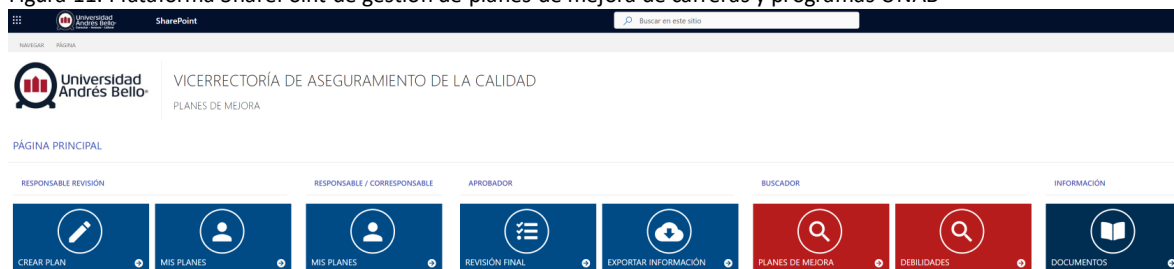 Figura 11. Plataforma SharePoint de gestión de planes de mejora de carreras y programas UNAB
Universidad
Andrés Bello
SharePoint
Buscar en este sitio
NAVEGAR PÁGINA
Universidad
Andrés Bello
VICERRECTORÍA DE ASEGURAMIENTO DE LA CALIDAD
PLANES DE MEJORA
PÁGINA PRINCIPAL
RESPONSABLE REVISIÓN RESPONSABLE / CORRESPONSABLE APROBADOR BUSCADOR INFORMACIÓN
CREAR PLAN MIS PLANES MIS PLANES REVISIÓN FINAL EXPORTAR INFORMACIÓN PLANES DE MEJORA DEBILIDADES DOCUMENTOS